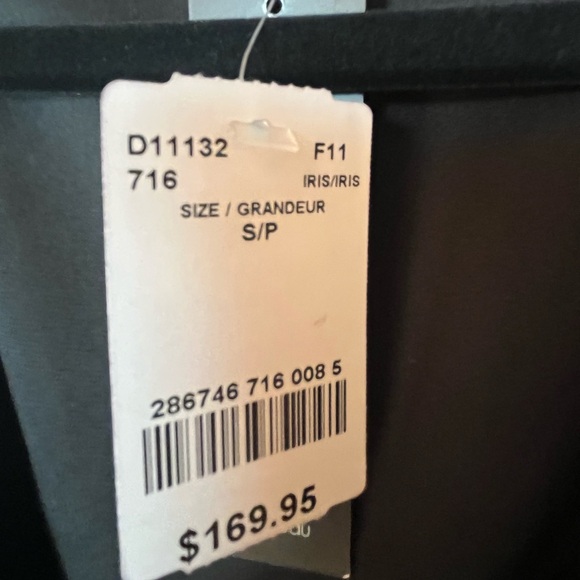 D11132 F11
716 IRIS/IRIS
SIZE / GRANDEUR
S/P
286746 716 008 5
$169.95